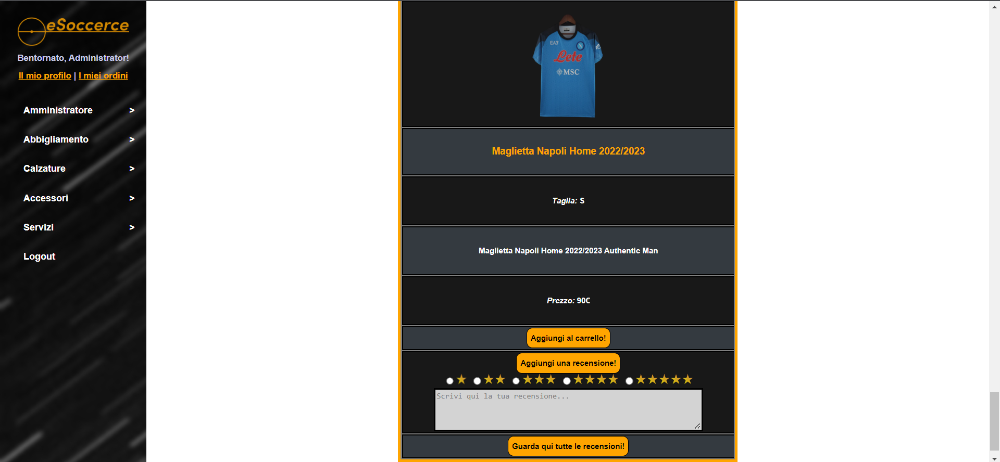 eSoccerce
Bentornato, Administrator!
Il mio profilo | I miei ordini
Amministratore >
Abbigliamento >
Calzature >
Accessori >
Servizi >
Logout
EA7
Lete
MSC
Maglietta Napoli Home 2022/2023
Taglia: S
Maglietta Napoli Home 2022/2023 Authentic Man
Prezzo: 90€
Aggiungi al carrello!
Aggiungi una recensione!
★ ★★ ★★★ ★★★★ ★★★★★
Scrivi qui la tua recensione...
Guarda qui tutte le recensioni!